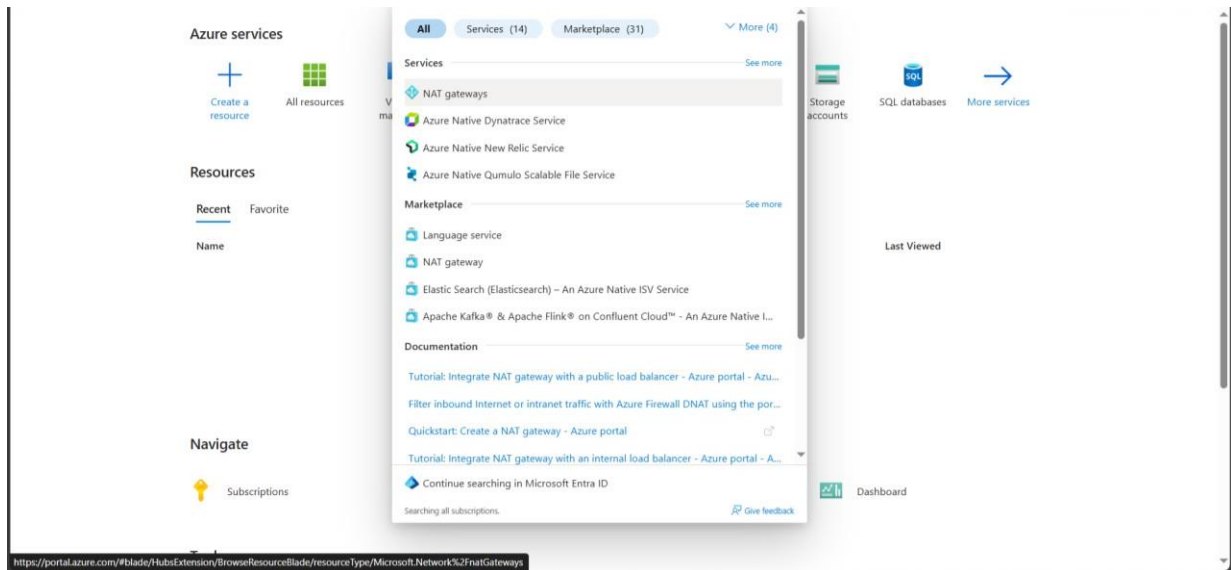 Azure services
Create a resource
All resources
Storage accounts
SQL databases
More services
Resources
Recent Favorite
Name
Last Viewed
Navigate
Subscriptions
Dashboard
All Services (14) Marketplace (31) More (4)
Services See more
NAT gateways
Azure Native Dynatrace Service
Azure Native New Relic Service
Azure Native Qumulo Scalable File Service
Marketplace See more
Language service
NAT gateway
Elastic Search (Elasticsearch) – An Azure Native ISV Service
Apache Kafka® & Apache Flink® on Confluent Cloud™ - An Azure Native I...
Documentation See more
Tutorial: Integrate NAT gateway with a public load balancer - Azure portal - Azu...
Filter inbound Internet or intranet traffic with Azure Firewall DNAT using the por...
Quickstart: Create a NAT gateway - Azure portal
Tutorial: Integrate NAT gateway with an internal load balancer - Azure portal - A...
Continue searching in Microsoft Entra ID
Searching all subscriptions. Give feedback
https://portal.azure.com/#blade/HubsExtension/BrowseResourceBlade/resourceType/Microsoft.Network%2FnatGateways